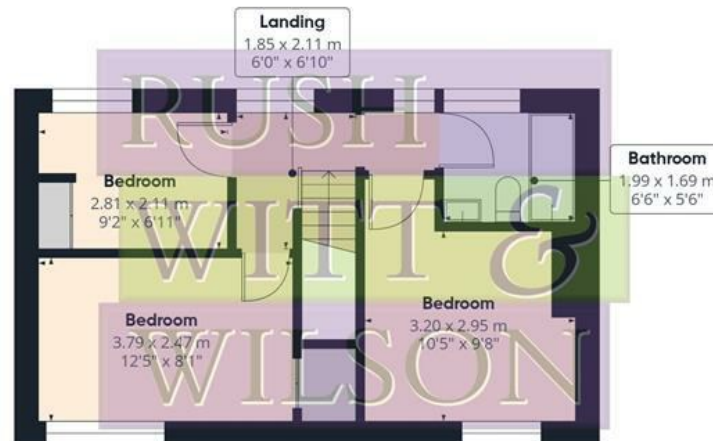 Landing
1.85 x 2.11 m
6'0" x 6'10"
RUSH
Bedroom
2.81 x 2.11 m
9'2" x 6'11"
Bathroom
1.99 x 1.69 m
6'6" x 5'6"
WITT &
Bedroom
3.79 x 2.47 m
12'5" x 8'1"
Bedroom
3.20 x 2.95 m
10'5" x 9'8"
WILSON